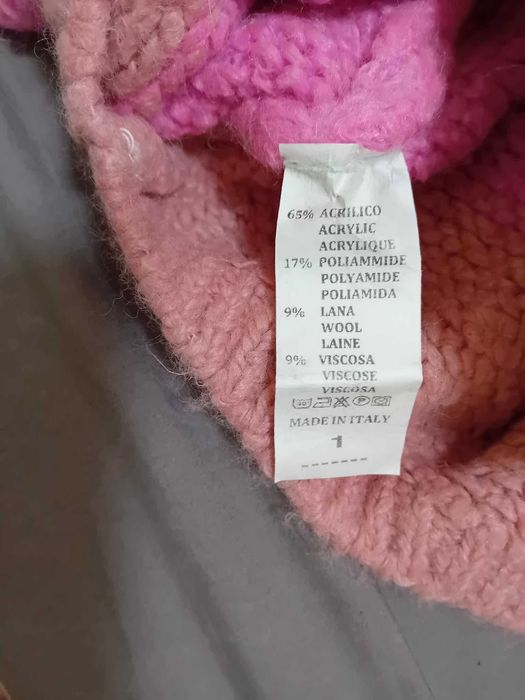 65% ACRILICO
ACRYLIC
ACRYLIQUE
17% POLIAMMIDE
POLYAMIDE
POLIAMIDA
9% LANA
WOOL
LAINE
9% VISCOSA
VISCOSE
VISCOSA
MADE IN ITALY
1